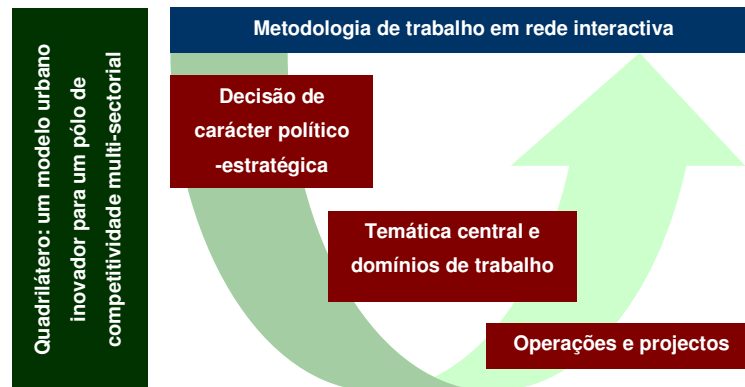 Quadrilátero: um modelo urbano
inovador para um pólo de
competitividade multi-sectorial
Metodologia de trabalho em rede interactiva
Decisão de
carácter político
-estratégica
Temática central e
domínios de trabalho
Operações e projectos